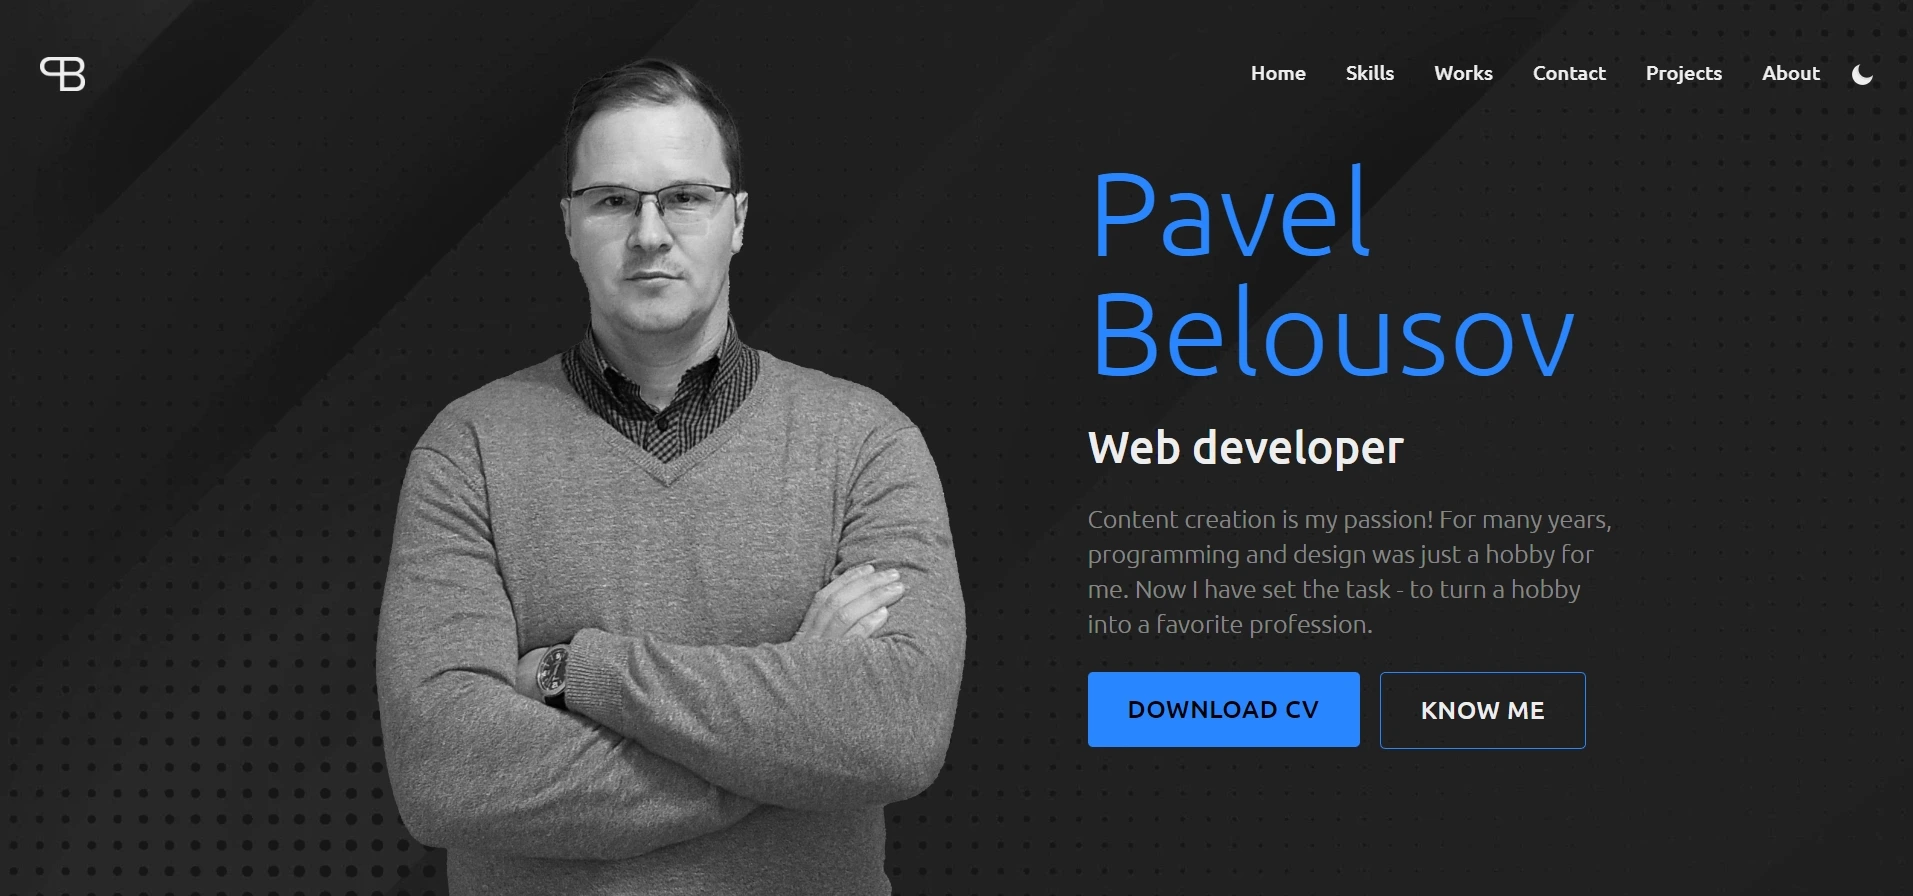 PB
Home Skills Works Contact Projects About
Pavel
Belousov
Web developer
Content creation is my passion! For many years,
programming and design was just a hobby for
me. Now I have set the task - to turn a hobby
into a favorite profession.
DOWNLOAD CV KNOW ME